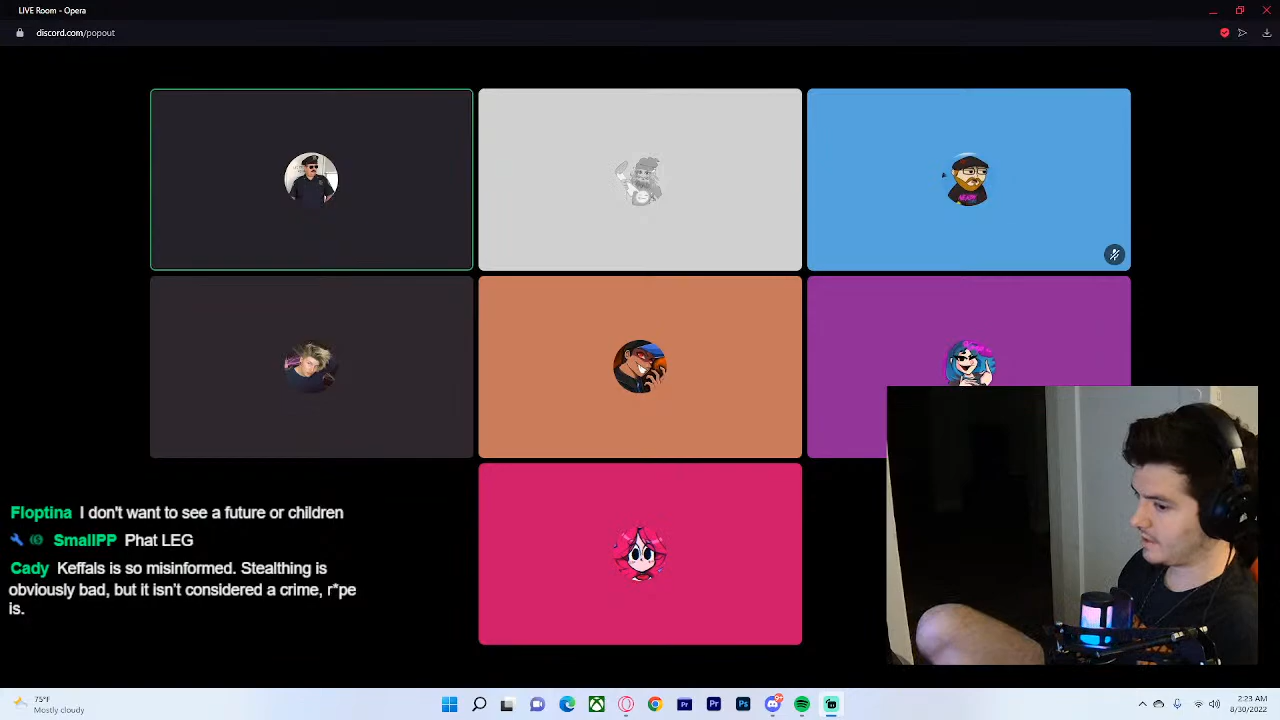 LIVE Room - Opera
discord.com/popout
Floptina I don't want to see a future or children
SmallPP Phat LEG
Cady Keffals is so misinformed. Stealthing is
obviously bad, but it isn't considered a crime, r*pe
is.
75°F
Mostly cloudy
9+
2:23 AM
8/30/2022